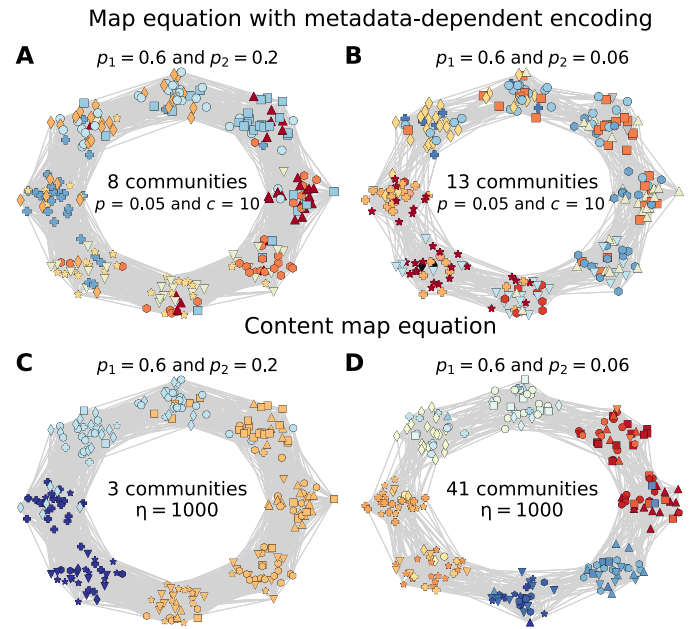 Map equation with metadata-dependent encoding
A
p₁ = 0.6 and p₂ = 0.2
8 communities
p = 0.05 and c = 10
B
p₁ = 0.6 and p₂ = 0.06
13 communities
p = 0.05 and c = 10
Content map equation
C
p₁ = 0.6 and p₂ = 0.2
3 communities
η = 1000
D
p₁ = 0.6 and p₂ = 0.06
41 communities
η = 1000